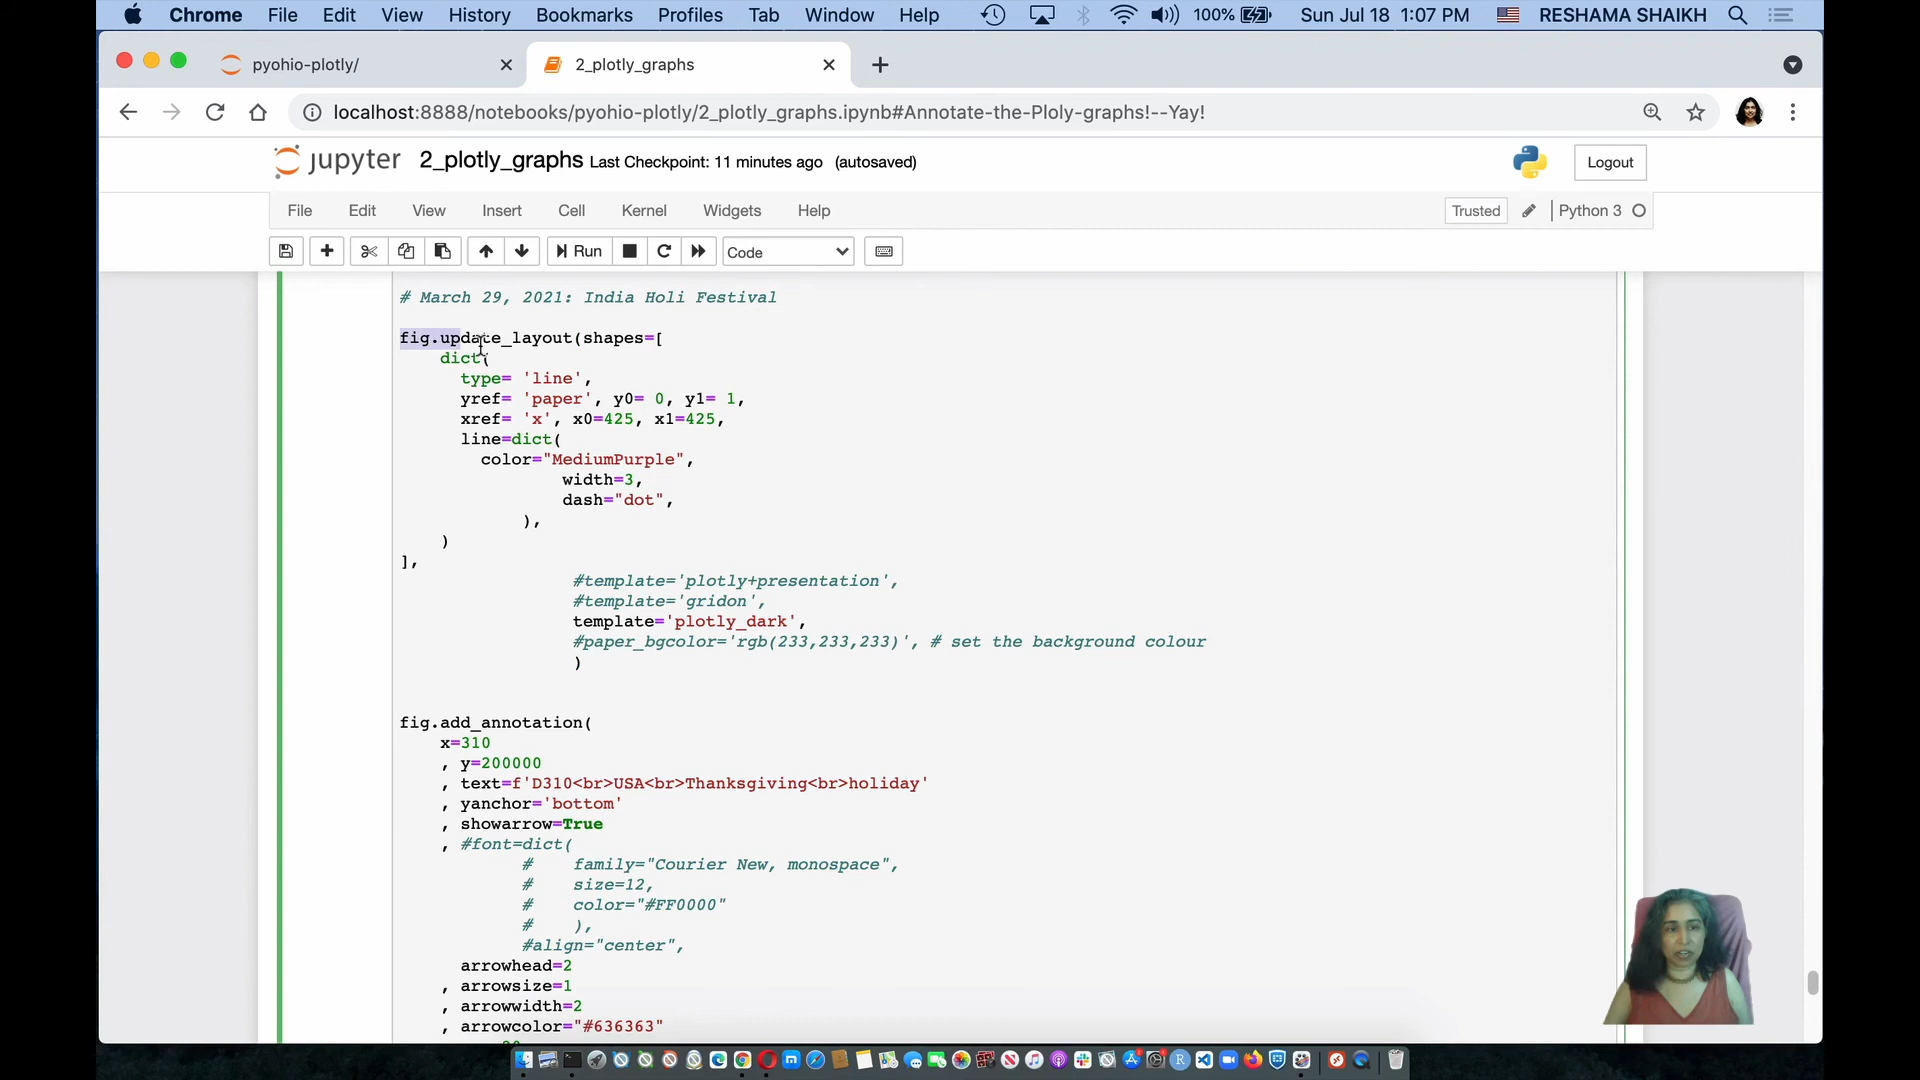 Chrome File Edit View History Bookmarks Profiles Tab Window Help 100% Sun Jul 18 1:07 PM RESHAMA SHAIKH
pyohio-plotly/ 2_plotly_graphs
localhost:8888/notebooks/pyohio-plotly/2_plotly_graphs.ipynb#Annotate-the-Ploly-graphs!--Yay!
jupyter 2_plotly_graphs Last Checkpoint: 11 minutes ago (autosaved) Logout
File Edit View Insert Cell Kernel Widgets Help Trusted Python 3
Run Code
# March 29, 2021: India Holi Festival
fig.update_layout(shapes=[
dict(
type= 'line',
yref= 'paper', y0= 0, y1= 1,
xref= 'x', x0=425, x1=425,
line=dict(
color="MediumPurple",
width=3,
dash="dot",
),
)
],
#template='plotly+presentation',
#template='gridon',
template='plotly_dark',
#paper_bgcolor='rgb(233,233,233)', # set the background colour
)
fig.add_annotation(
x=310
, y=200000
, text=f'D310<br>USA<br>Thanksgiving<br>holiday'
, yanchor='bottom'
, showarrow=True
, #font=dict(
# family="Courier New, monospace",
# size=12,
# color="#FF0000"
# ),
#align="center",
arrowhead=2
, arrowsize=1
, arrowwidth=2
, arrowcolor="#636363"